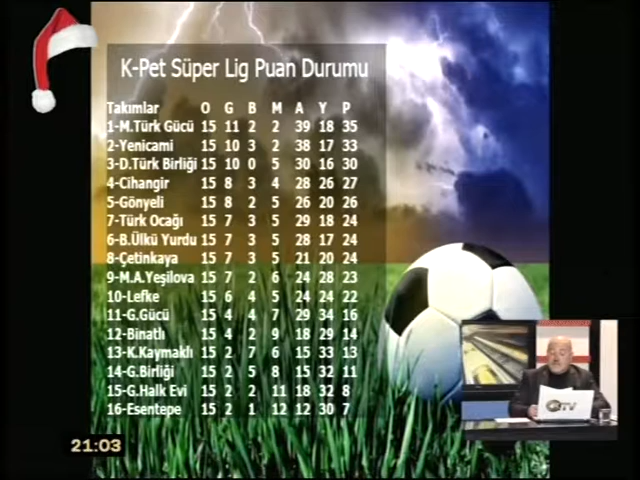 K-Pet Süper Lig Puan Durumu
Takımlar O G B M A Y P
1-M.Türk Gücü 15 11 2 2 39 18 35
2-Yenicami 15 10 3 2 38 17 33
3-D.Türk Birliği 15 10 0 5 30 16 30
4-Cihangir 15 8 3 4 28 26 27
5-Gönyeli 15 8 2 5 26 20 26
7-Türk Ocağı 15 7 3 5 29 18 24
6-B.Ülkü Yurdu 15 7 3 5 28 17 24
8-Çetinkaya 15 7 3 5 21 20 24
9-M.A.Yeşilova 15 7 2 6 24 28 23
10-Lefke 15 6 4 5 24 24 22
11-G.Gücü 15 4 4 7 29 34 16
12-Binatlı 15 4 2 9 18 29 14
13-K.Kaymaklı 15 2 7 6 15 33 13
14-G.Birliği 15 2 5 8 15 32 11
15-G.Halk Evi 15 2 2 11 18 32 8
16-Esentepe 15 2 1 12 12 30 7
21:03